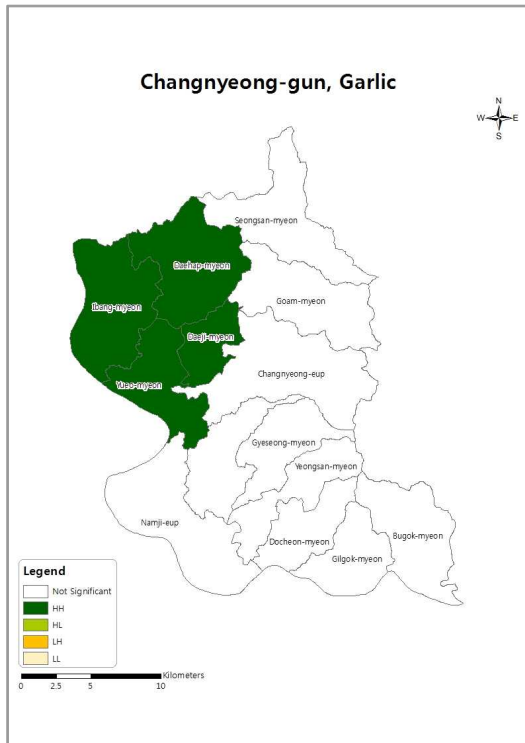 Changnyeong-gun, Garlic
N
W E
S
Seongsan-myeon
Daehap-myeon
Goam-myeon
Ibang-myeon
Daeji-myeon
Changnyeong-eup
Yueo-myeon
Gyeseong-myeon
Yeongsan-myeon
Namji-eup
Docheon-myeon
Bugok-myeon
Gilgok-myeon
Legend
Not Significant
HH
HL
LH
LL
Kilometers
0 2.5 5 10